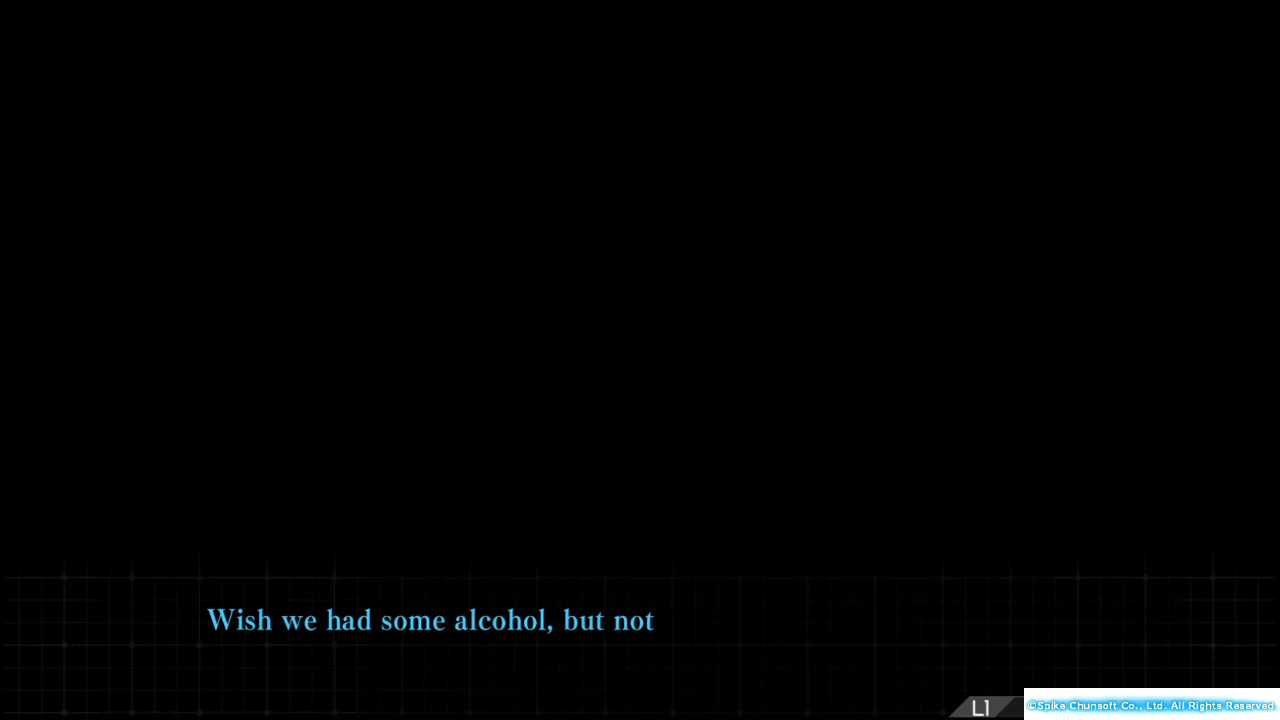 Wish we had some alcohol, but not
L1
©Spike Chunsoft Co., Ltd. All Rights Reserved